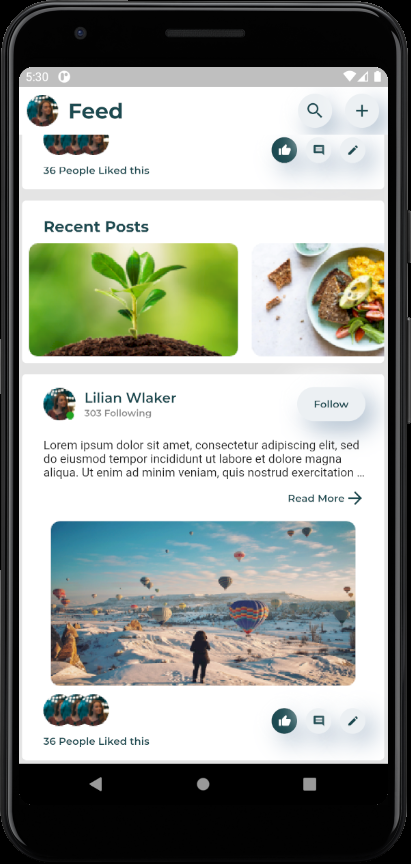 5:30
Feed
36 People Liked this
Recent Posts
Lilian Wlaker
303 Following
Follow
Lorem ipsum dolor sit amet, consectetur adipiscing elit, sed
do eiusmod tempor incididunt ut labore et dolore magna
aliqua. Ut enim ad minim veniam, quis nostrud exercitation ...
Read More
36 People Liked this